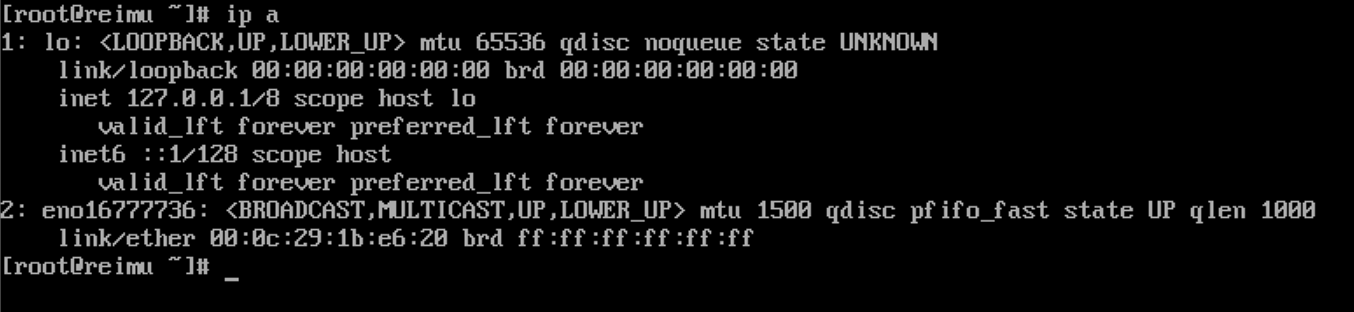 [root@reimu ~]# ip a
1: lo: <LOOPBACK,UP,LOWER_UP> mtu 65536 qdisc noqueue state UNKNOWN
    link/loopback 00:00:00:00:00:00 brd 00:00:00:00:00:00
    inet 127.0.0.1/8 scope host lo
       valid_lft forever preferred_lft forever
    inet6 ::1/128 scope host
       valid_lft forever preferred_lft forever
2: eno16777736: <BROADCAST,MULTICAST,UP,LOWER_UP> mtu 1500 qdisc pfifo_fast state UP qlen 1000
    link/ether 00:0c:29:1b:e6:20 brd ff:ff:ff:ff:ff:ff
[root@reimu ~]# _